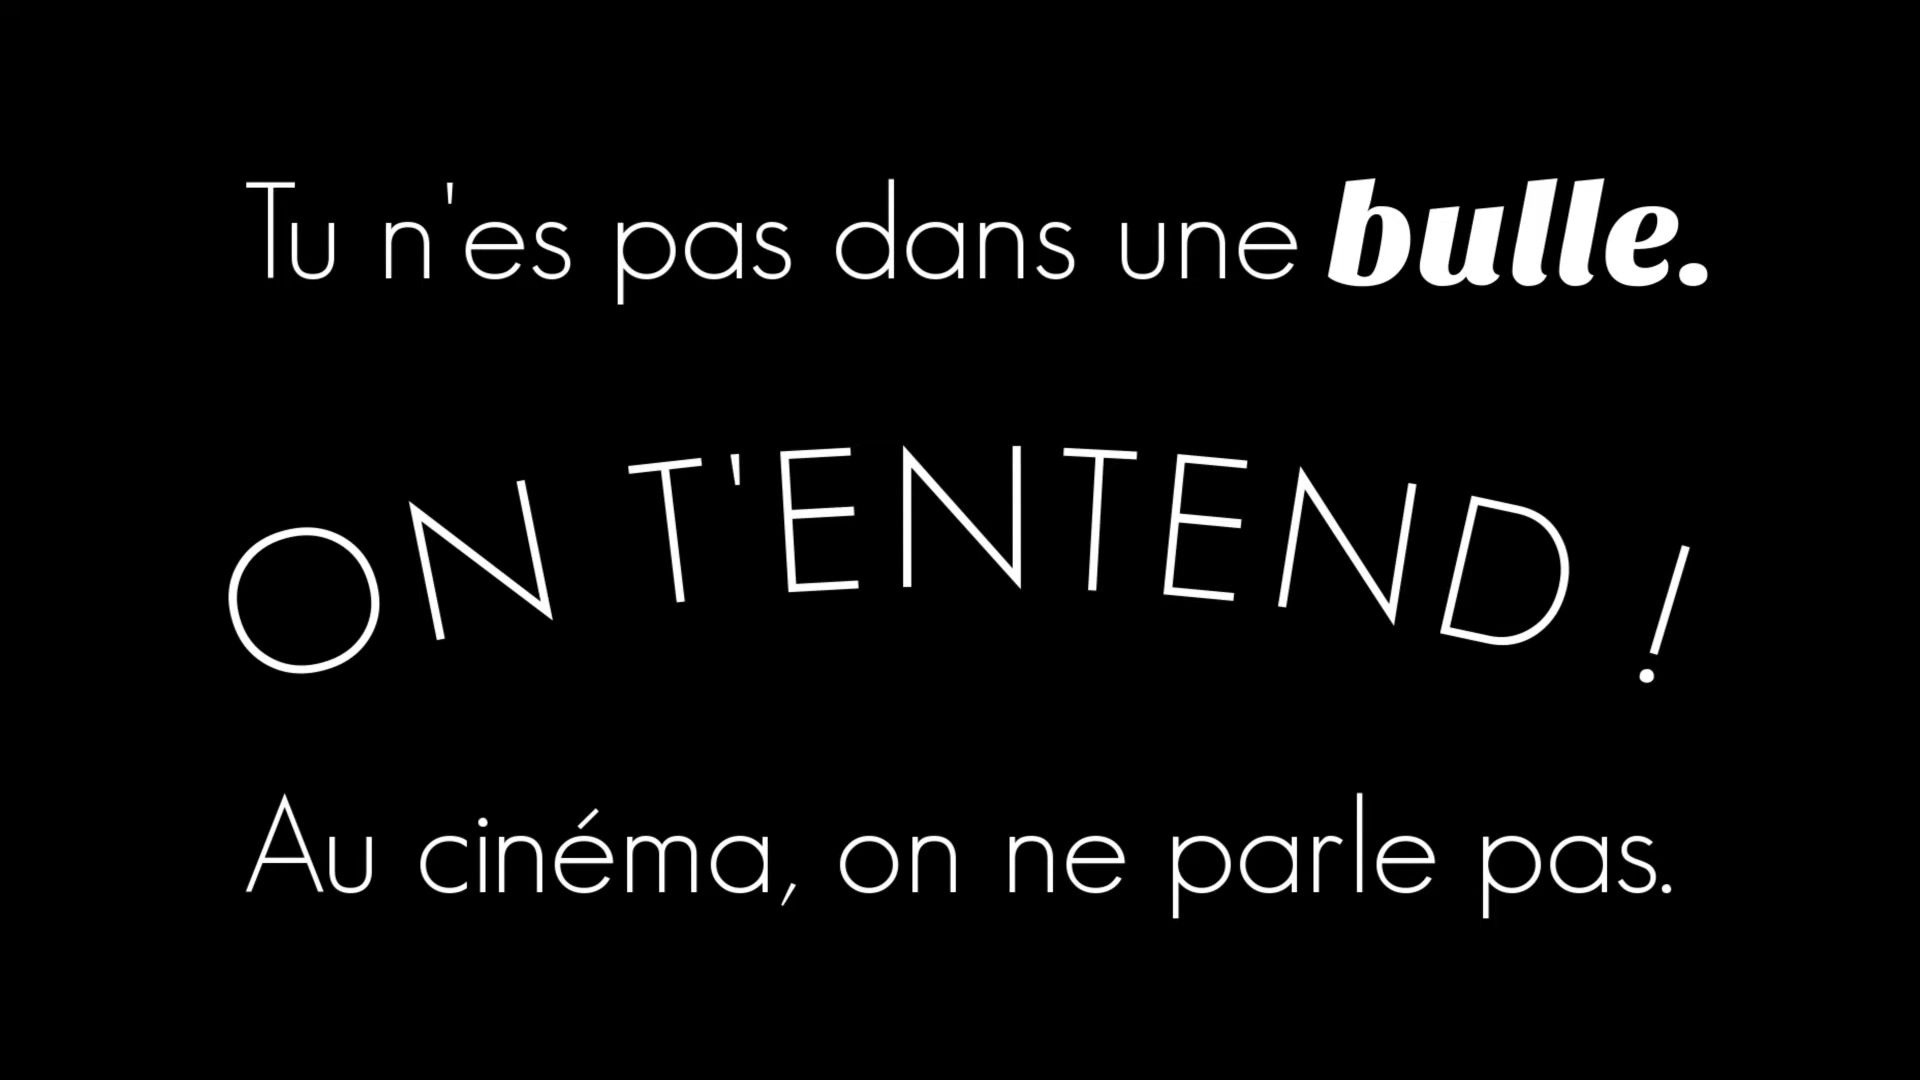 Tu n'es pas dans une bulle.
ON T'ENTEND !
Au cinéma, on ne parle pas.